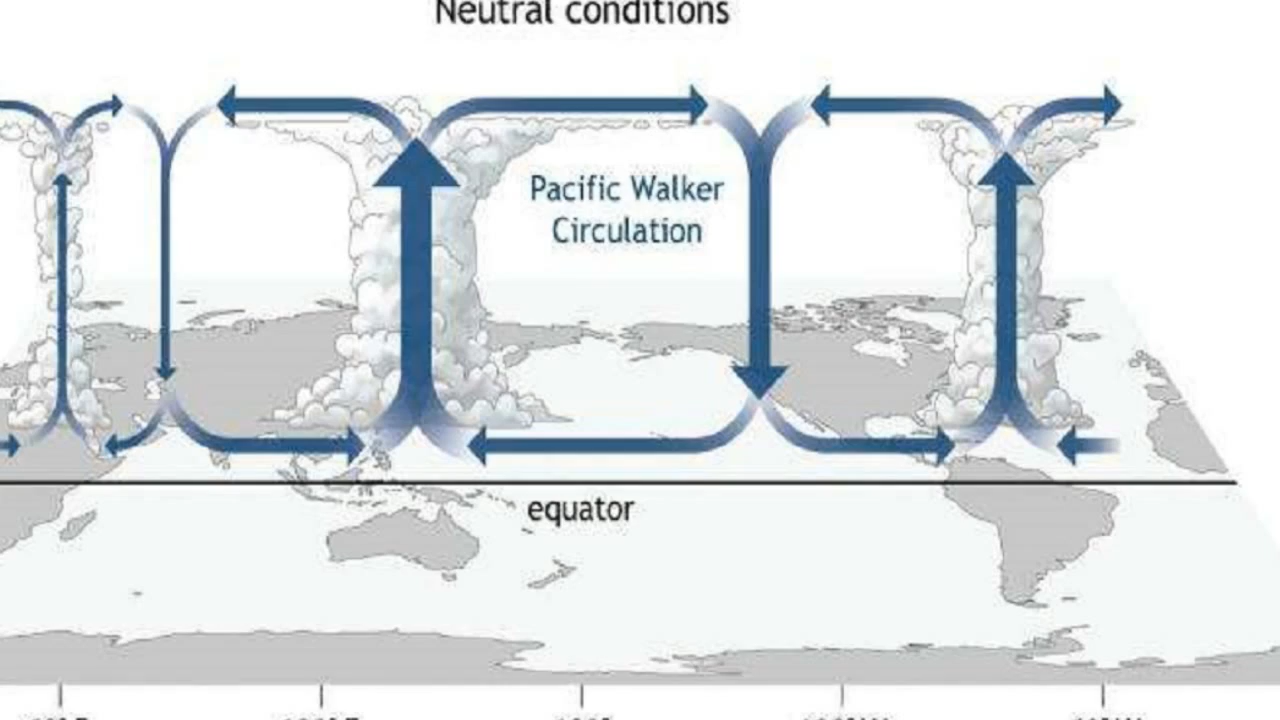 Neutral conditions
Pacific Walker
Circulation
equator